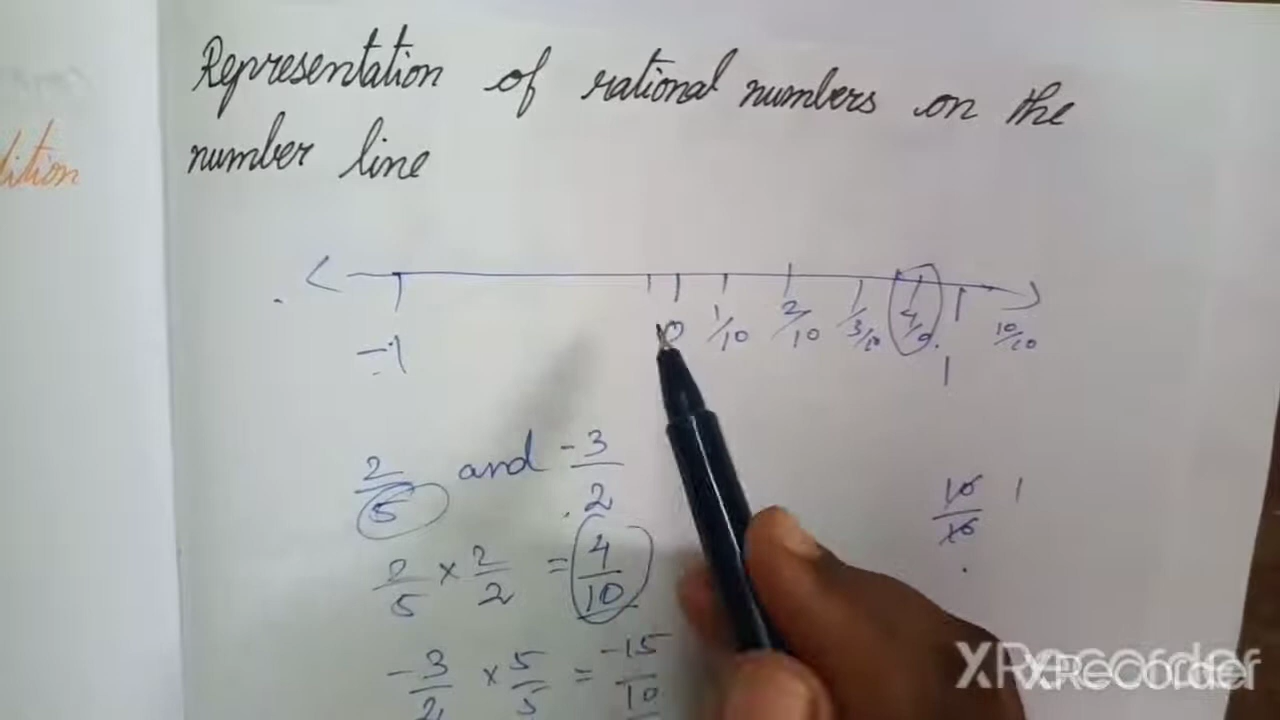 Representation of rational numbers on the
number line
dition
-1 0 1/10 2/10 3/10 4/10 1 10/10
2/5 and -3/2
2/5 × 2/2 = 4/10
10/10 1
-3/2 × 5/5 = -15/10
XRecorder
XRecorder